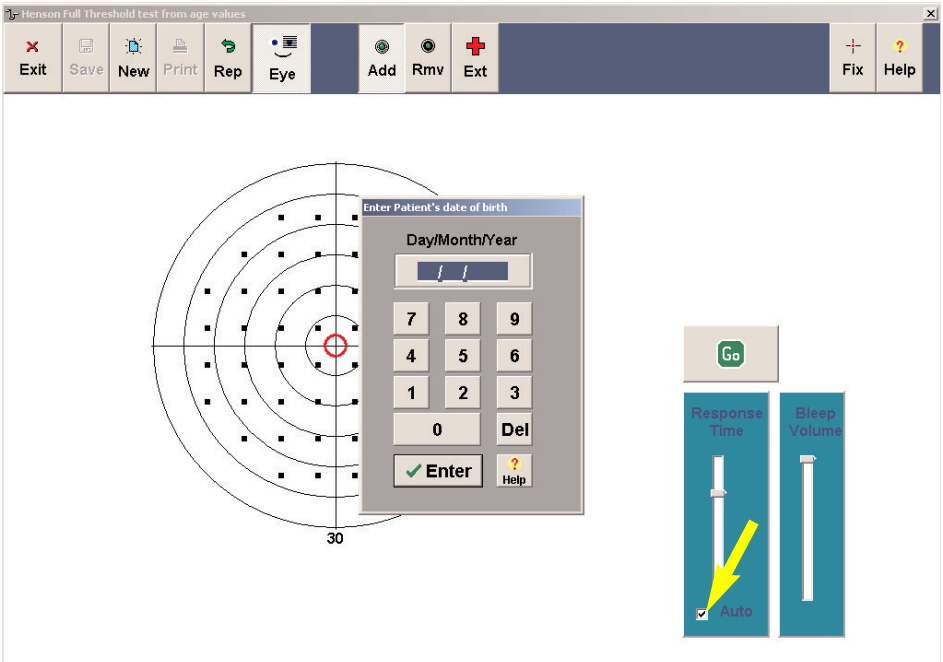 Henson Full Threshold test from age values
Exit Save New Print Rep Eye Add Rmv Ext Fix Help
Enter Patient's date of birth
Day/Month/Year
/ /
7 8 9
4 5 6
1 2 3
0 Del
Enter Help
30
Go
Response
Time
Auto
Bleep
Volume